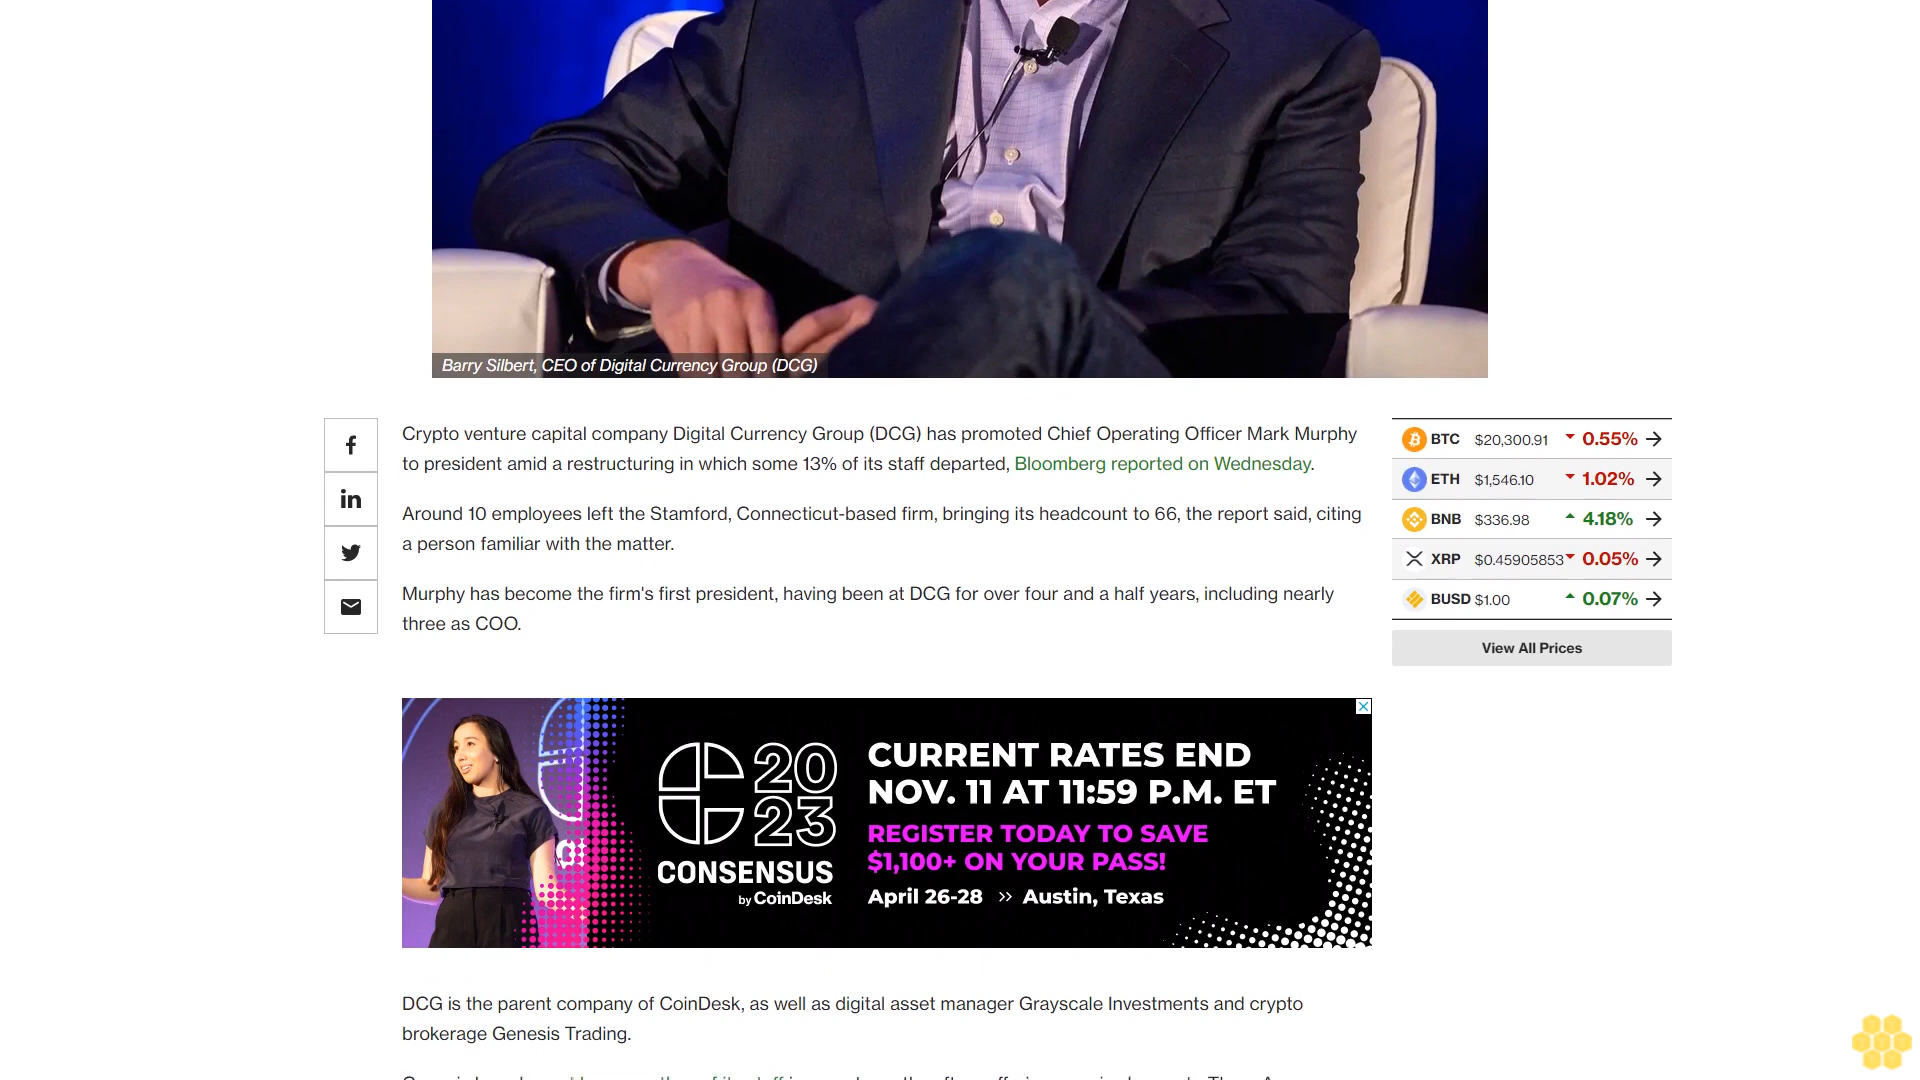 Barry Silbert, CEO of Digital Currency Group (DCG)
Crypto venture capital company Digital Currency Group (DCG) has promoted Chief Operating Officer Mark Murphy
to president amid a restructuring in which some 13% of its staff departed, Bloomberg reported on Wednesday.
Around 10 employees left the Stamford, Connecticut-based firm, bringing its headcount to 66, the report said, citing
a person familiar with the matter.
Murphy has become the firm's first president, having been at DCG for over four and a half years, including nearly
three as COO.
BTC $20,300.91 0.55%
ETH $1,546.10 1.02%
BNB $336.98 4.18%
XRP $0.45905853 0.05%
BUSD $1.00 0.07%
View All Prices
2023
CONSENSUS
by CoinDesk
CURRENT RATES END
NOV. 11 AT 11:59 P.M. ET
REGISTER TODAY TO SAVE
$1,100+ ON YOUR PASS!
April 26-28 » Austin, Texas
DCG is the parent company of CoinDesk, as well as digital asset manager Grayscale Investments and crypto
brokerage Genesis Trading.